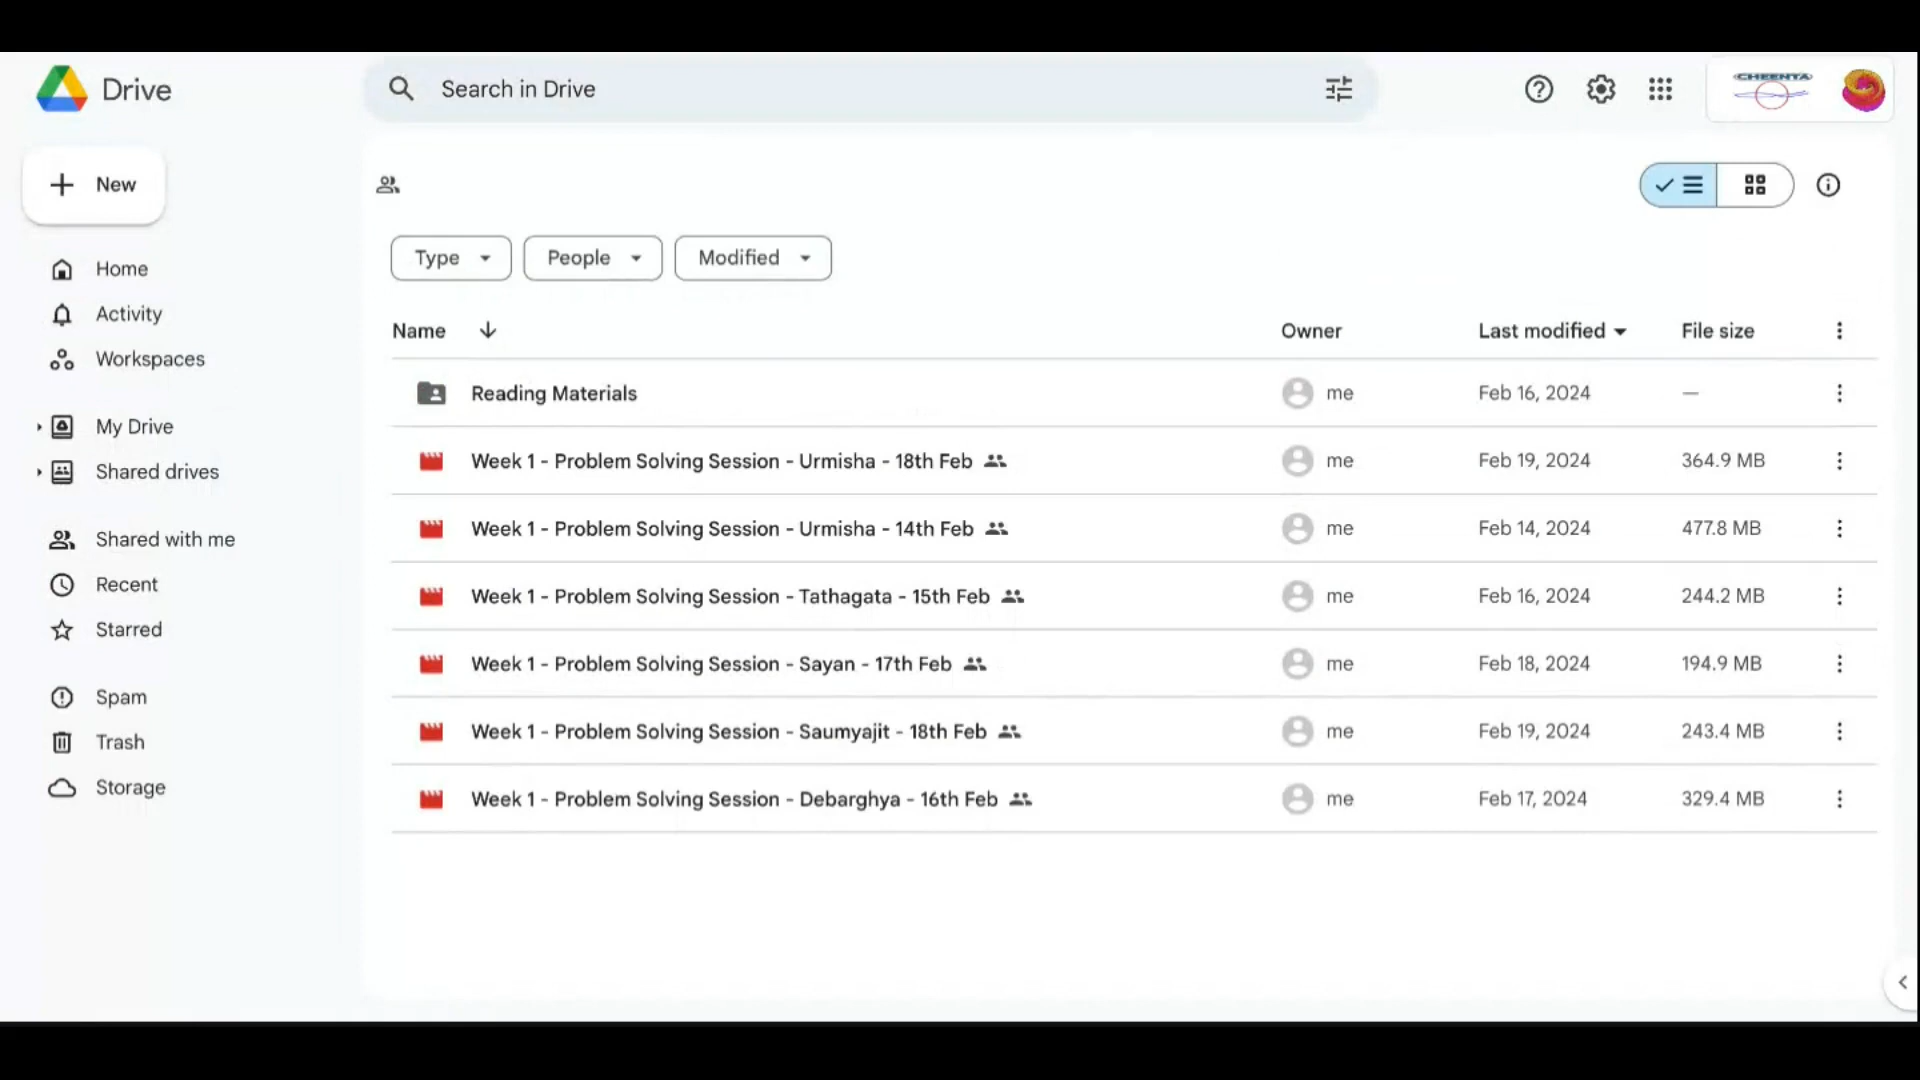 Drive
Search in Drive
CHEENTA
New
Home
Activity
Workspaces
My Drive
Shared drives
Shared with me
Recent
Starred
Spam
Trash
Storage
Type People Modified
Name Owner Last modified File size
Reading Materials me Feb 16, 2024 —
Week 1 - Problem Solving Session - Urmisha - 18th Feb me Feb 19, 2024 364.9 MB
Week 1 - Problem Solving Session - Urmisha - 14th Feb me Feb 14, 2024 477.8 MB
Week 1 - Problem Solving Session - Tathagata - 15th Feb me Feb 16, 2024 244.2 MB
Week 1 - Problem Solving Session - Sayan - 17th Feb me Feb 18, 2024 194.9 MB
Week 1 - Problem Solving Session - Saumyajit - 18th Feb me Feb 19, 2024 243.4 MB
Week 1 - Problem Solving Session - Debarghya - 16th Feb me Feb 17, 2024 329.4 MB